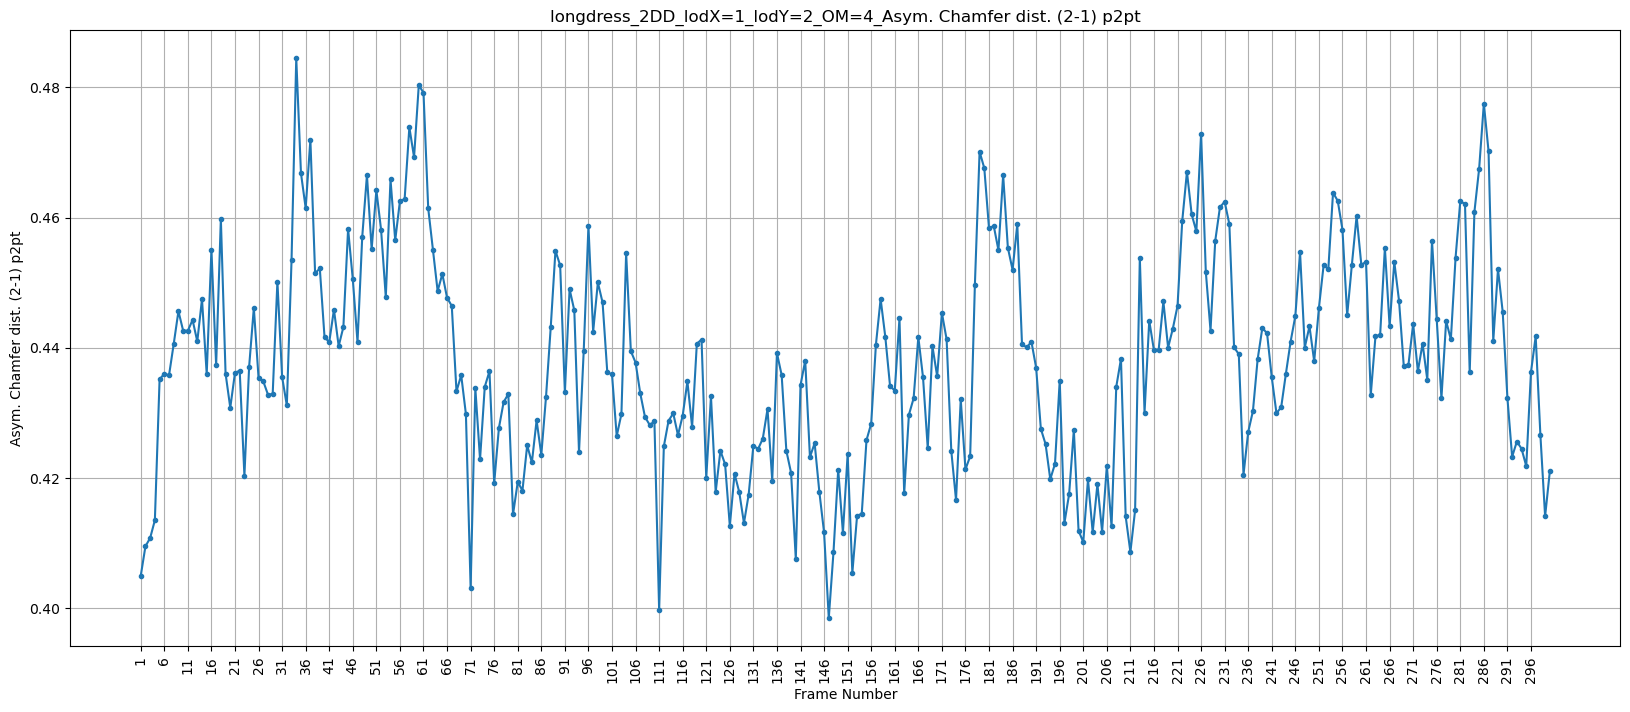 longdress_2DD_lodX=1_lodY=2_OM=4_Asym. Chamfer dist. (2-1) p2pt
Asym. Chamfer dist. (2-1) p2pt
0.48
0.46
0.44
0.42
0.40
1 6 11 16 21 26 31 36 41 46 51 56 61 66 71 76 81 86 91 96 101 106 111 116 121 126 131 136 141 146 151 156 161 166 171 176 181 186 191 196 201 206 211 216 221 226 231 236 241 246 251 256 261 266 271 276 281 286 291 296
Frame Number